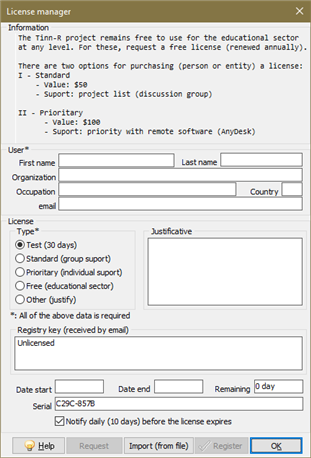 License manager
Information
The Tinn-R project remains free to use for the educational sector
at any level. For these, request a free license (renewed annually).
There are two options for purchasing (person or entity) a license:
I - Standard
- Value: $50
- Suport: project list (discussion group)
II - Prioritary
- Value: $100
- Suport: priority with remote software (AnyDesk)
User*
First name
Last name
Organization
Occupation
Country
email
License
Type*
Justificative
Test (30 days)
Standard (group suport)
Prioritary (individual suport)
Free (educational sector)
Other (justify)
*: All of the above data is required
Registry key (received by email)
Unlicensed
Date start
Date end
Remaining 0 day
Serial C29C-857B
Notify daily (10 days) before the license expires
Help Request Import (from file) Register OK